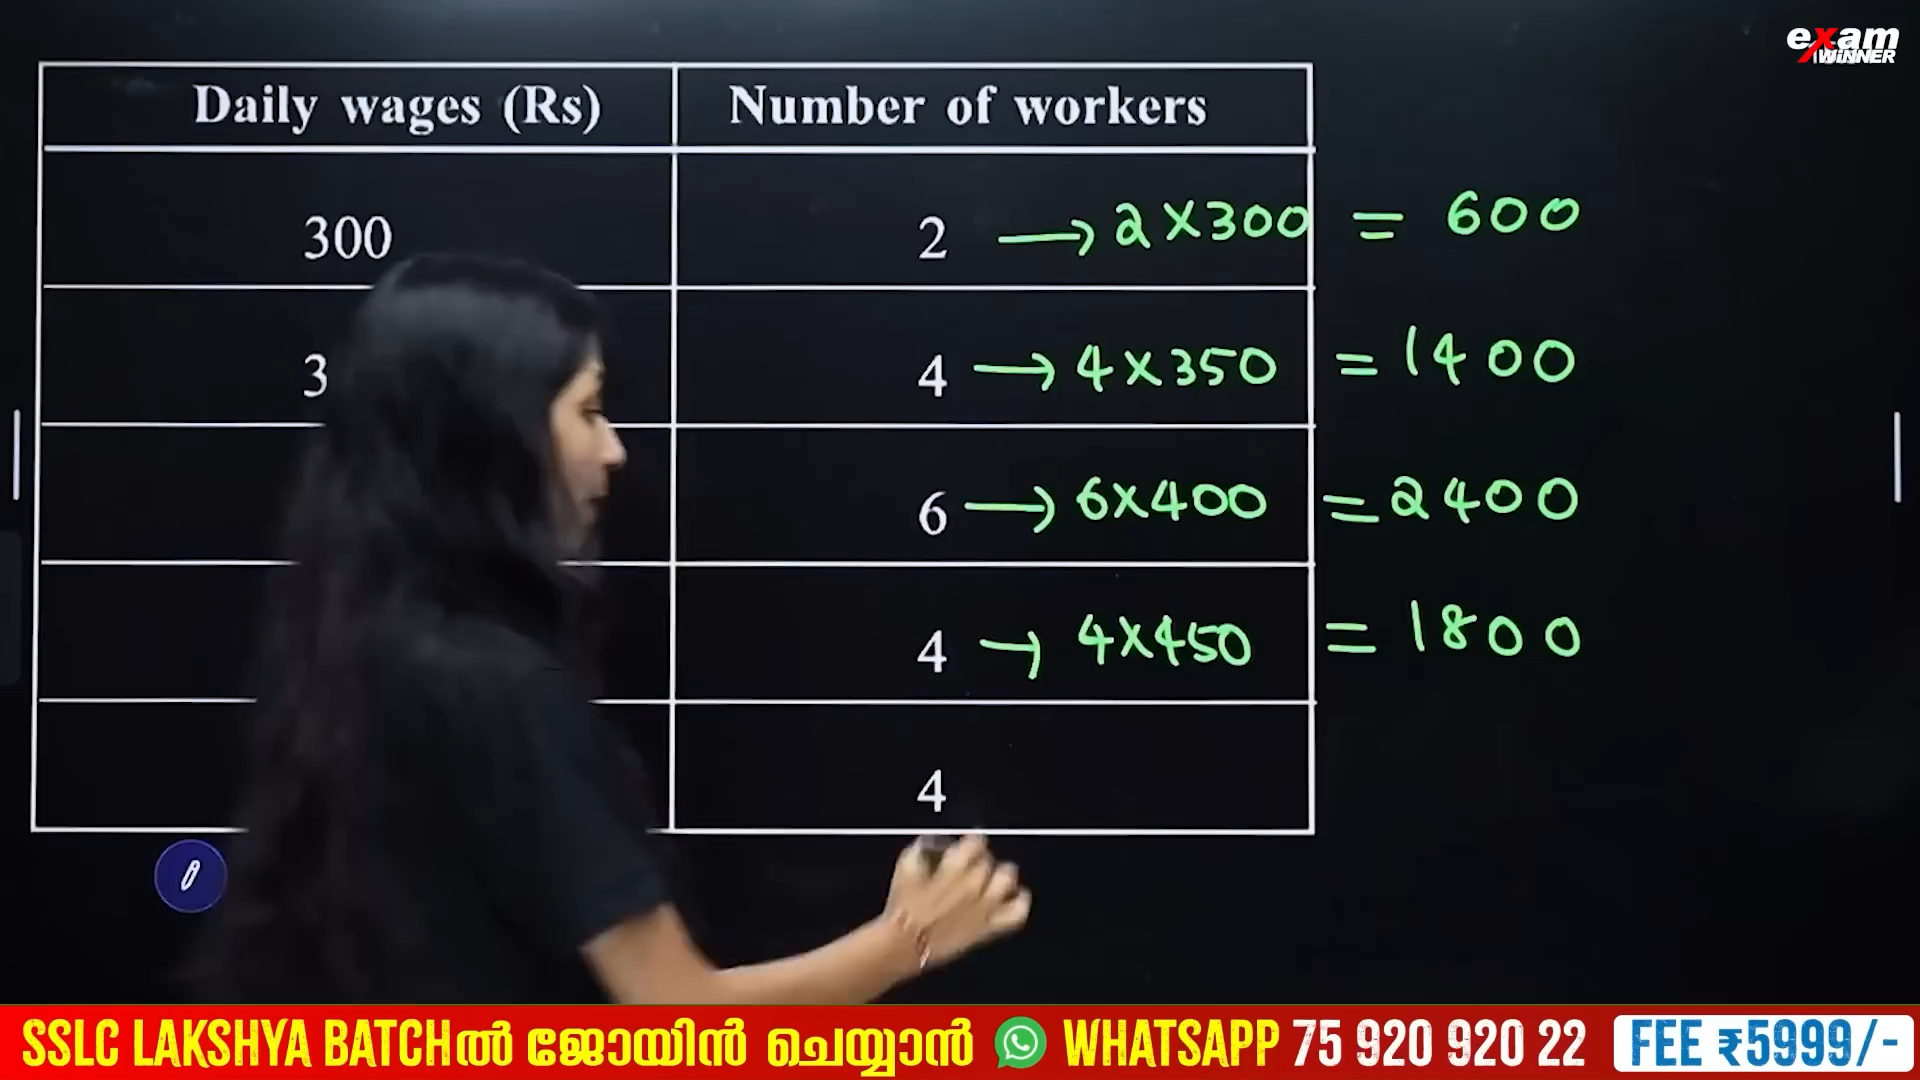 exam
WINNER
Daily wages (Rs) Number of workers
300 2 → 2 × 300 = 600
3 4 → 4 × 350 = 1400
6 → 6 × 400 = 2400
4 → 4 × 450 = 1800
4
SSLC LAKSHYA BATCHൽ ജോയിൻ ചെയ്യാൻ WHATSAPP 75 920 920 22 FEE ₹5999/-